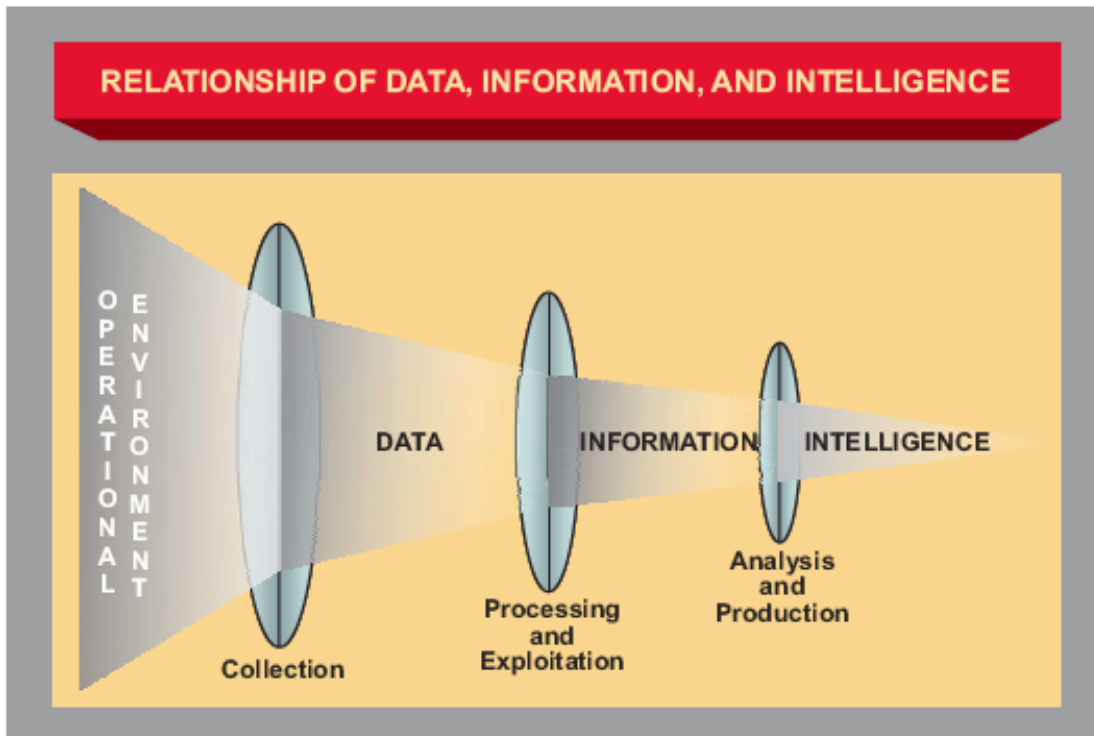 RELATIONSHIP OF DATA, INFORMATION, AND INTELLIGENCE
OPERATIONAL
ENVIRONMENT
DATA
INFORMATION
INTELLIGENCE
Collection
Processing
and
Exploitation
Analysis
and
Production